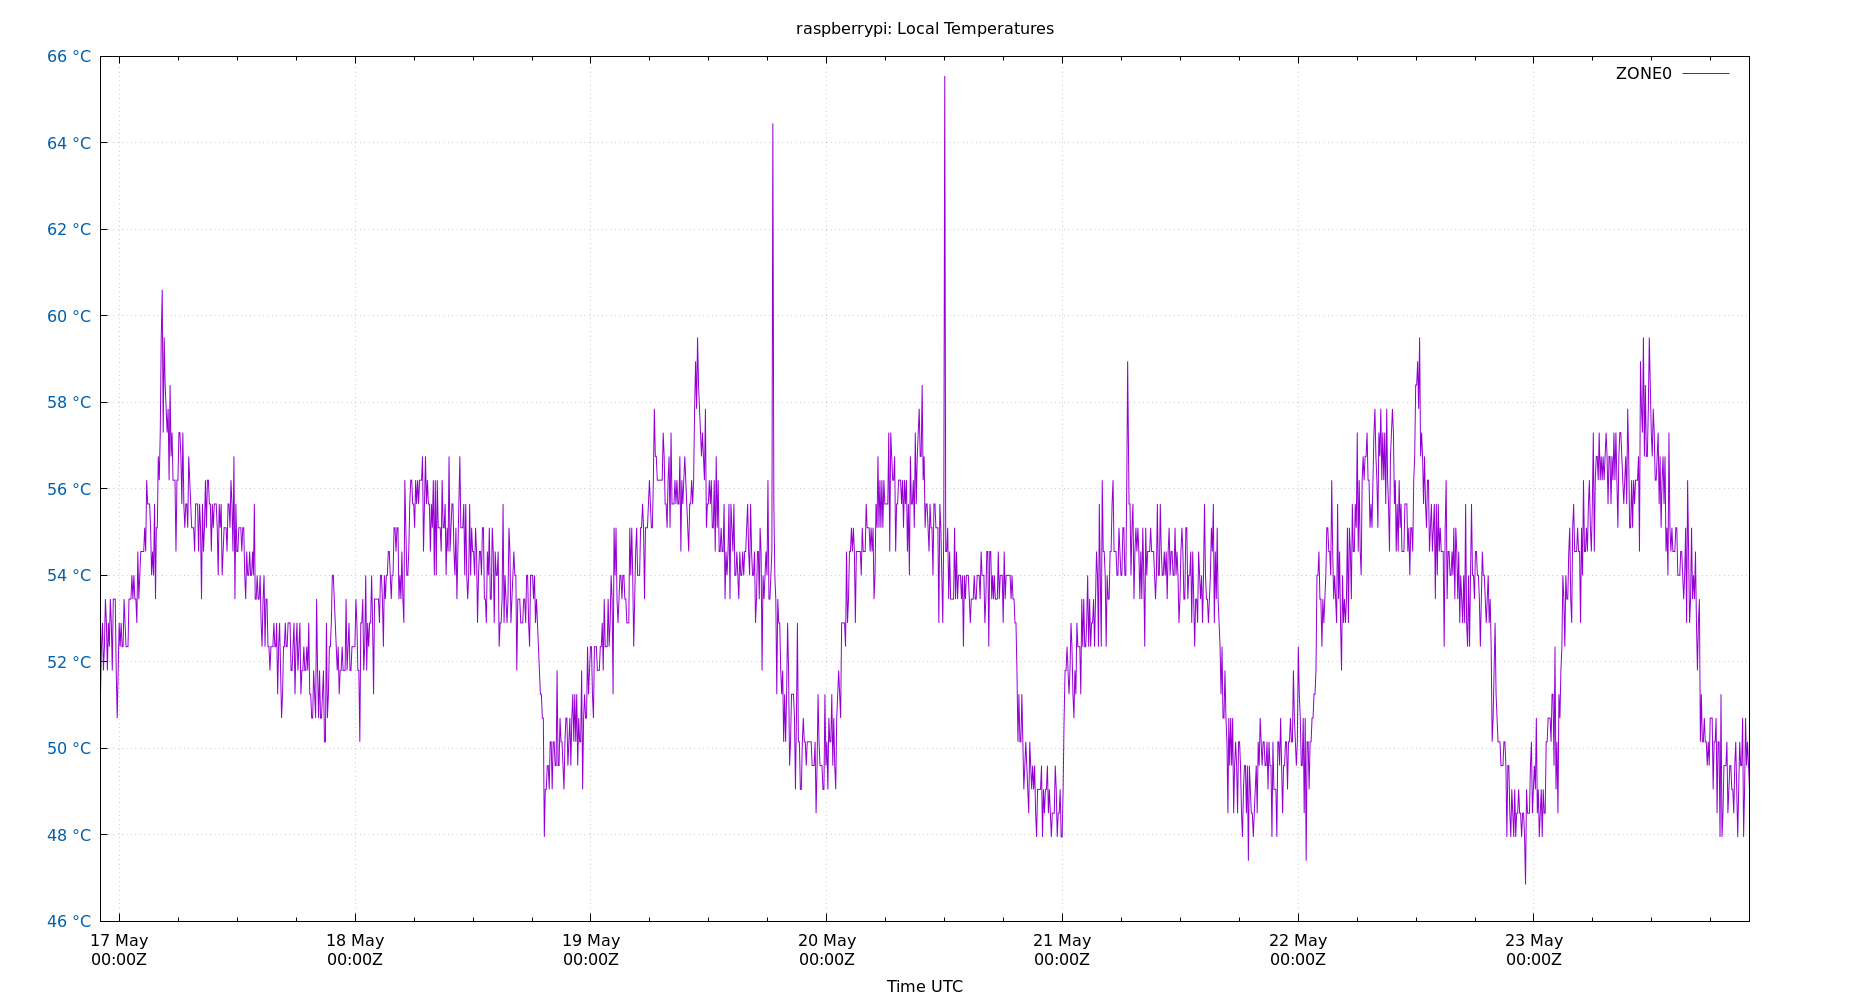 raspberrypi: Local Temperatures
66 °C
ZONE0
64 °C
62 °C
60 °C
58 °C
56 °C
54 °C
52 °C
50 °C
48 °C
46 °C
17 May 18 May 19 May 20 May 21 May 22 May 23 May
00:00Z 00:00Z 00:00Z 00:00Z 00:00Z 00:00Z 00:00Z
Time UTC